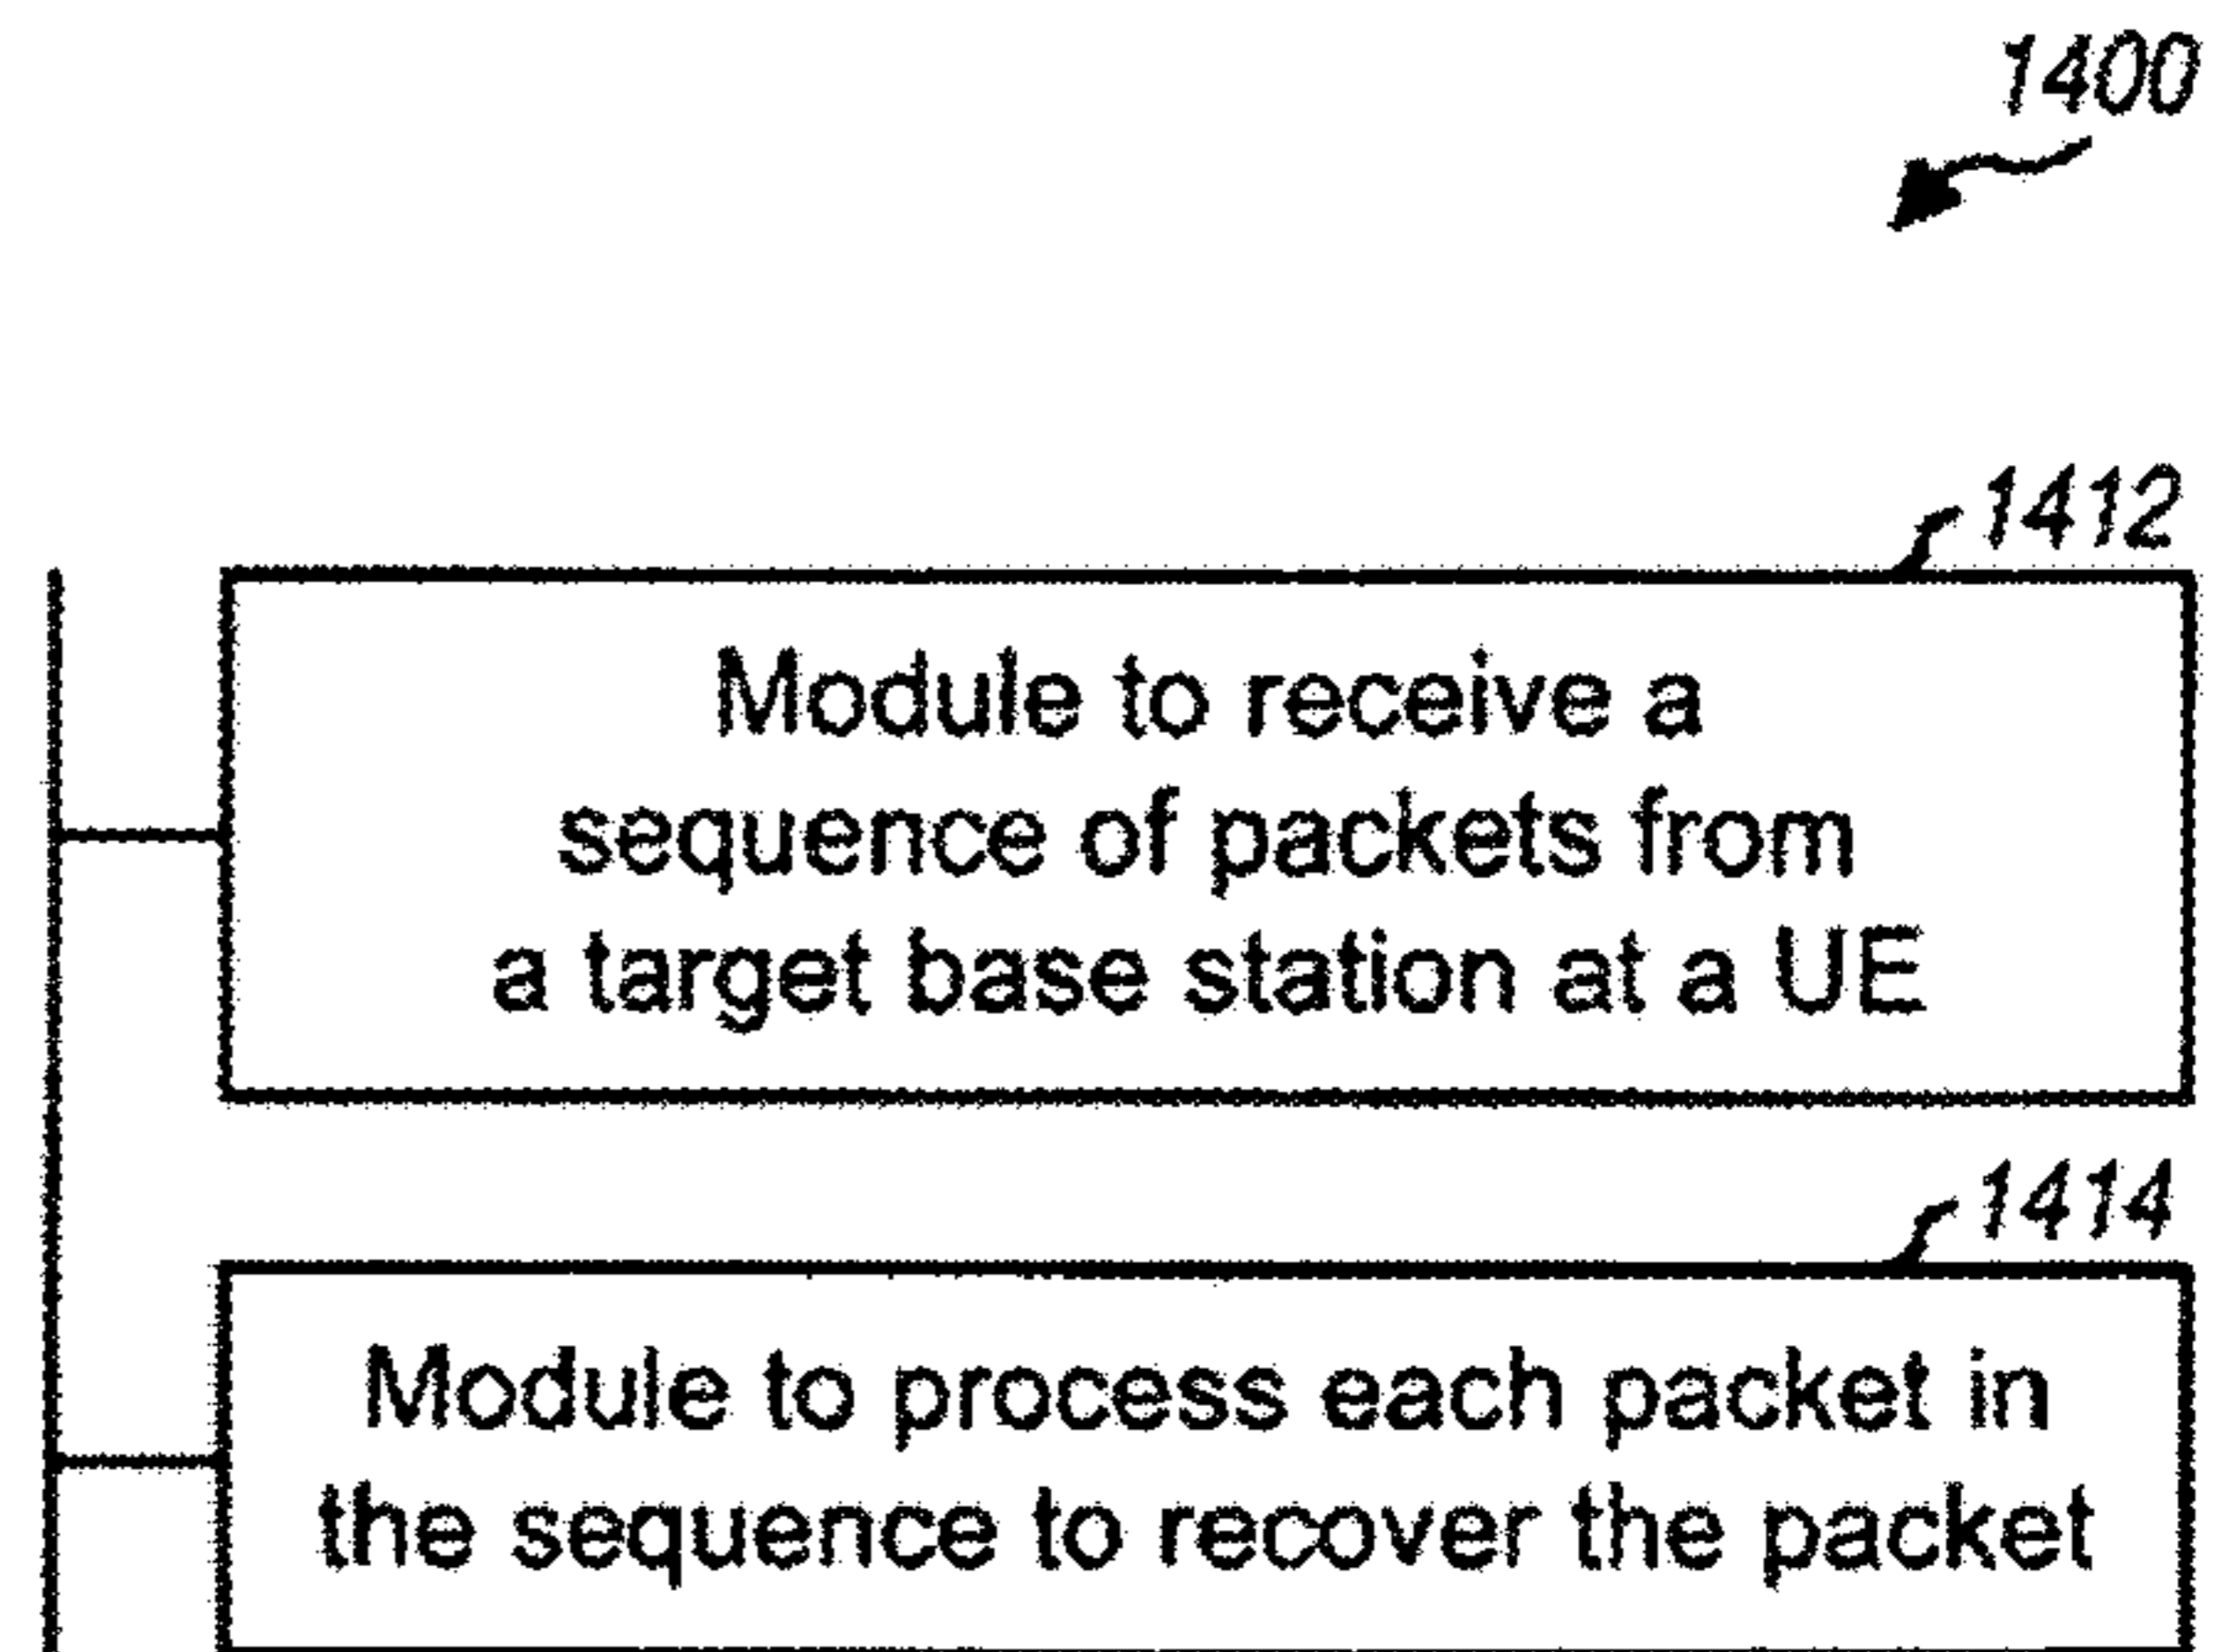 1400
1412
Module to receive a
sequence of packets from
a target base station at a UE
1414
Module to process each packet in
the sequence to recover the packet